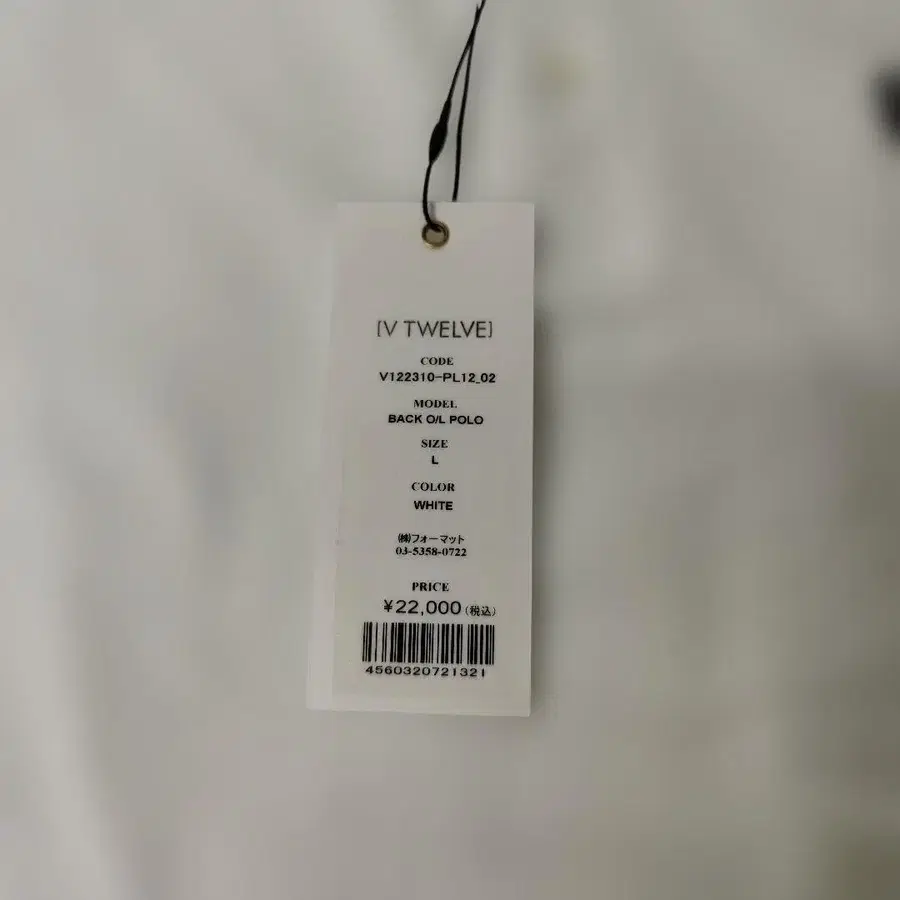 [V TWELVE]
CODE
V122310-PL12_02
MODEL
BACK O/L POLO
SIZE
L
COLOR
WHITE
㈱フォーマット
03-5358-0722
PRICE
¥22,000(税込)
4560320721321